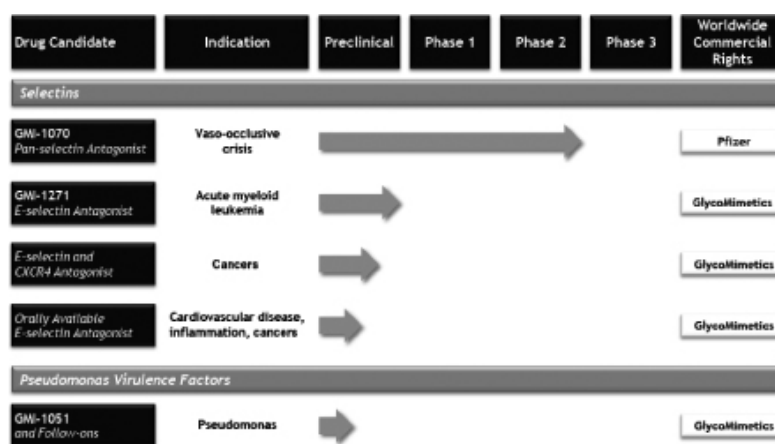 Drug Candidate
Indication
Preclinical
Phase 1
Phase 2
Phase 3
Worldwide
Commercial
Rights
Selectins
GMI-1070
Pan-selectin Antagonist
Vaso-occlusive
crisis
Pfizer
GMI-1271
E-selectin Antagonist
Acute myeloid
leukemia
GlycoMimetics
E-selectin and
CXCR4 Antagonist
Cancers
GlycoMimetics
Orally Available
E-selectin Antagonist
Cardiovascular disease,
inflammation, cancers
GlycoMimetics
Pseudomonas Virulence Factors
GMI-1051
and Follow-ons
Pseudomonas
GlycoMimetics